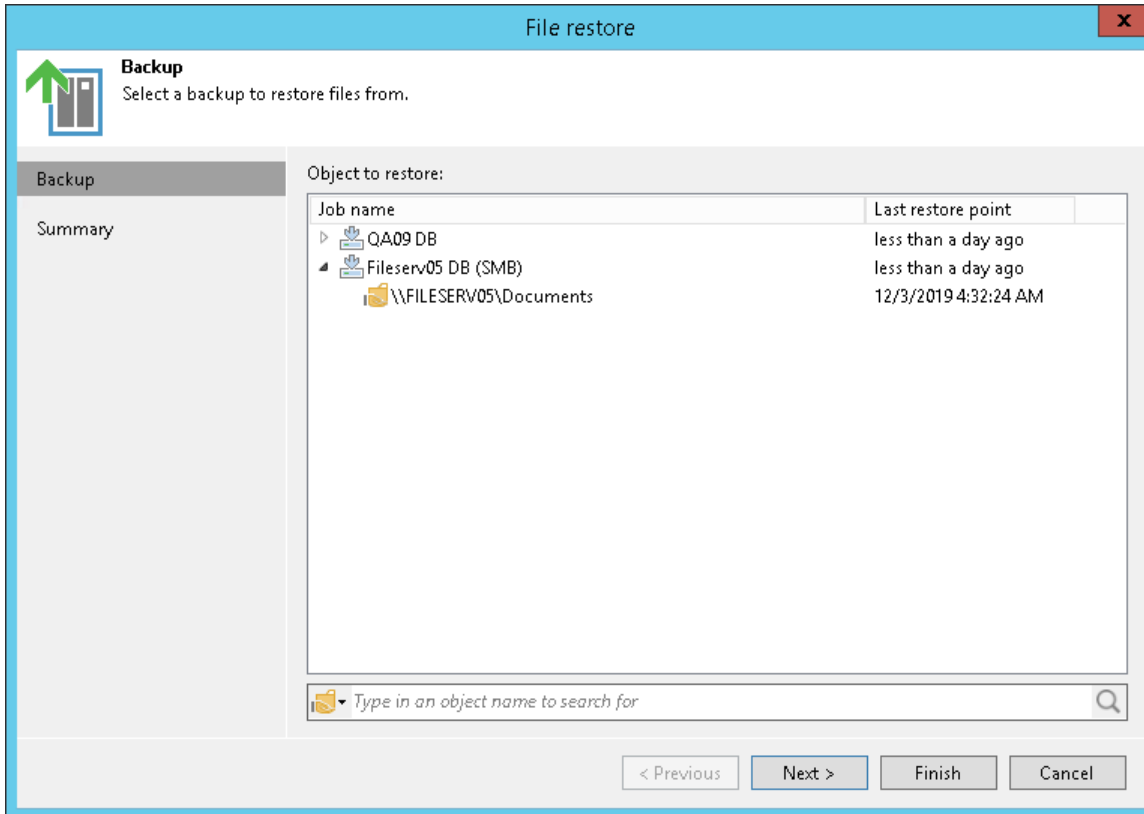 File restore
x
Backup
Select a backup to restore files from.
Backup
Summary
Object to restore:
Job name Last restore point
QA09 DB less than a day ago
Fileserv05 DB (SMB) less than a day ago
\\FILESERV05\Documents 12/3/2019 4:32:24 AM
Type in an object name to search for
< Previous Next > Finish Cancel